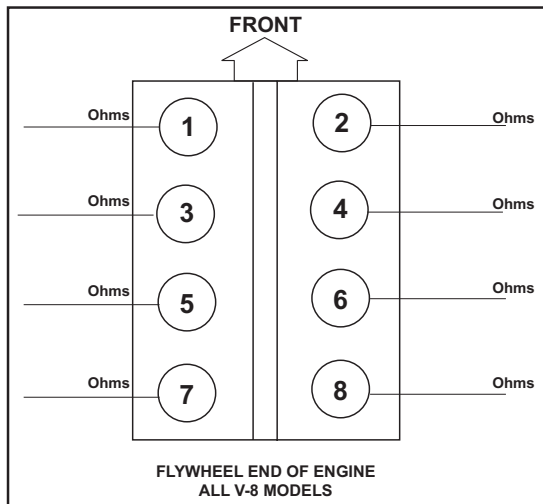 FRONT
Ohms 1 2 Ohms
Ohms 3 4 Ohms
Ohms 5 6 Ohms
Ohms 7 8 Ohms
FLYWHEEL END OF ENGINE
ALL V-8 MODELS